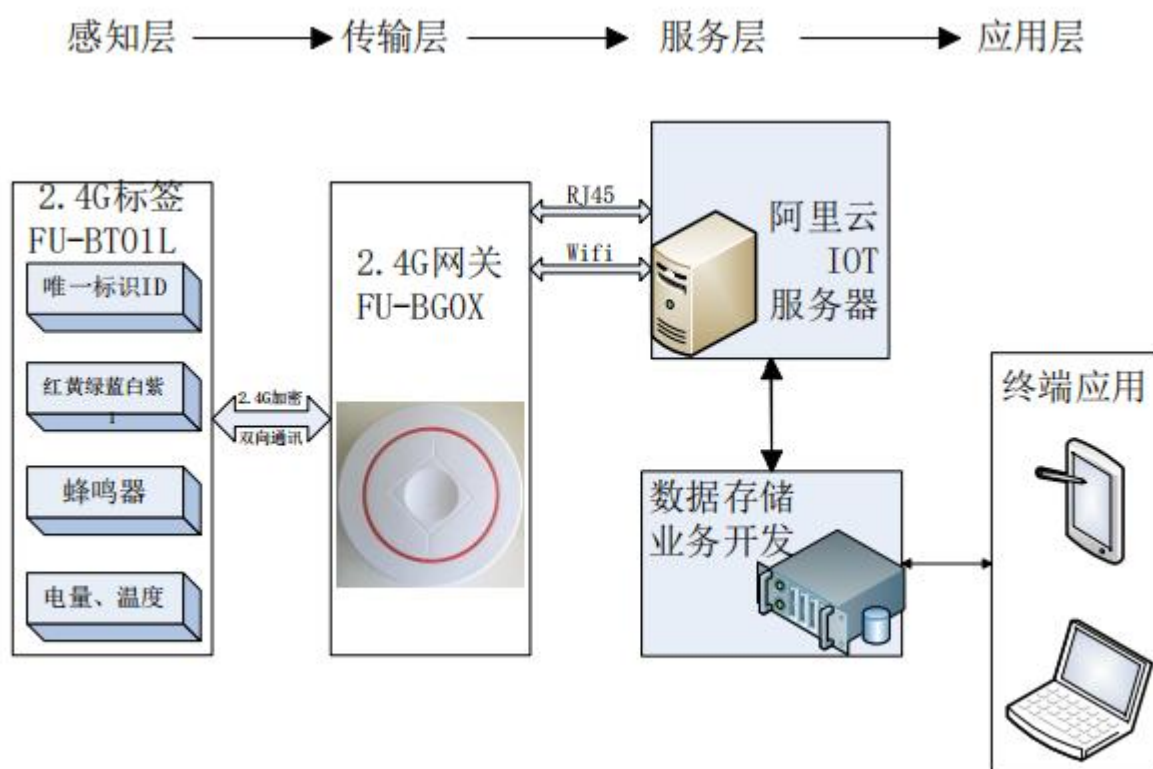 感知层
传输层
服务层
应用层
2.4G标签
FU-BT01L
唯一标识ID
红黄绿蓝白紫
蜂鸣器
电量、温度
2.4G加密
双向通讯
2.4G网关
FU-BG0X
RJ45
Wifi
阿里云
IOT
服务器
数据存储
业务开发
终端应用